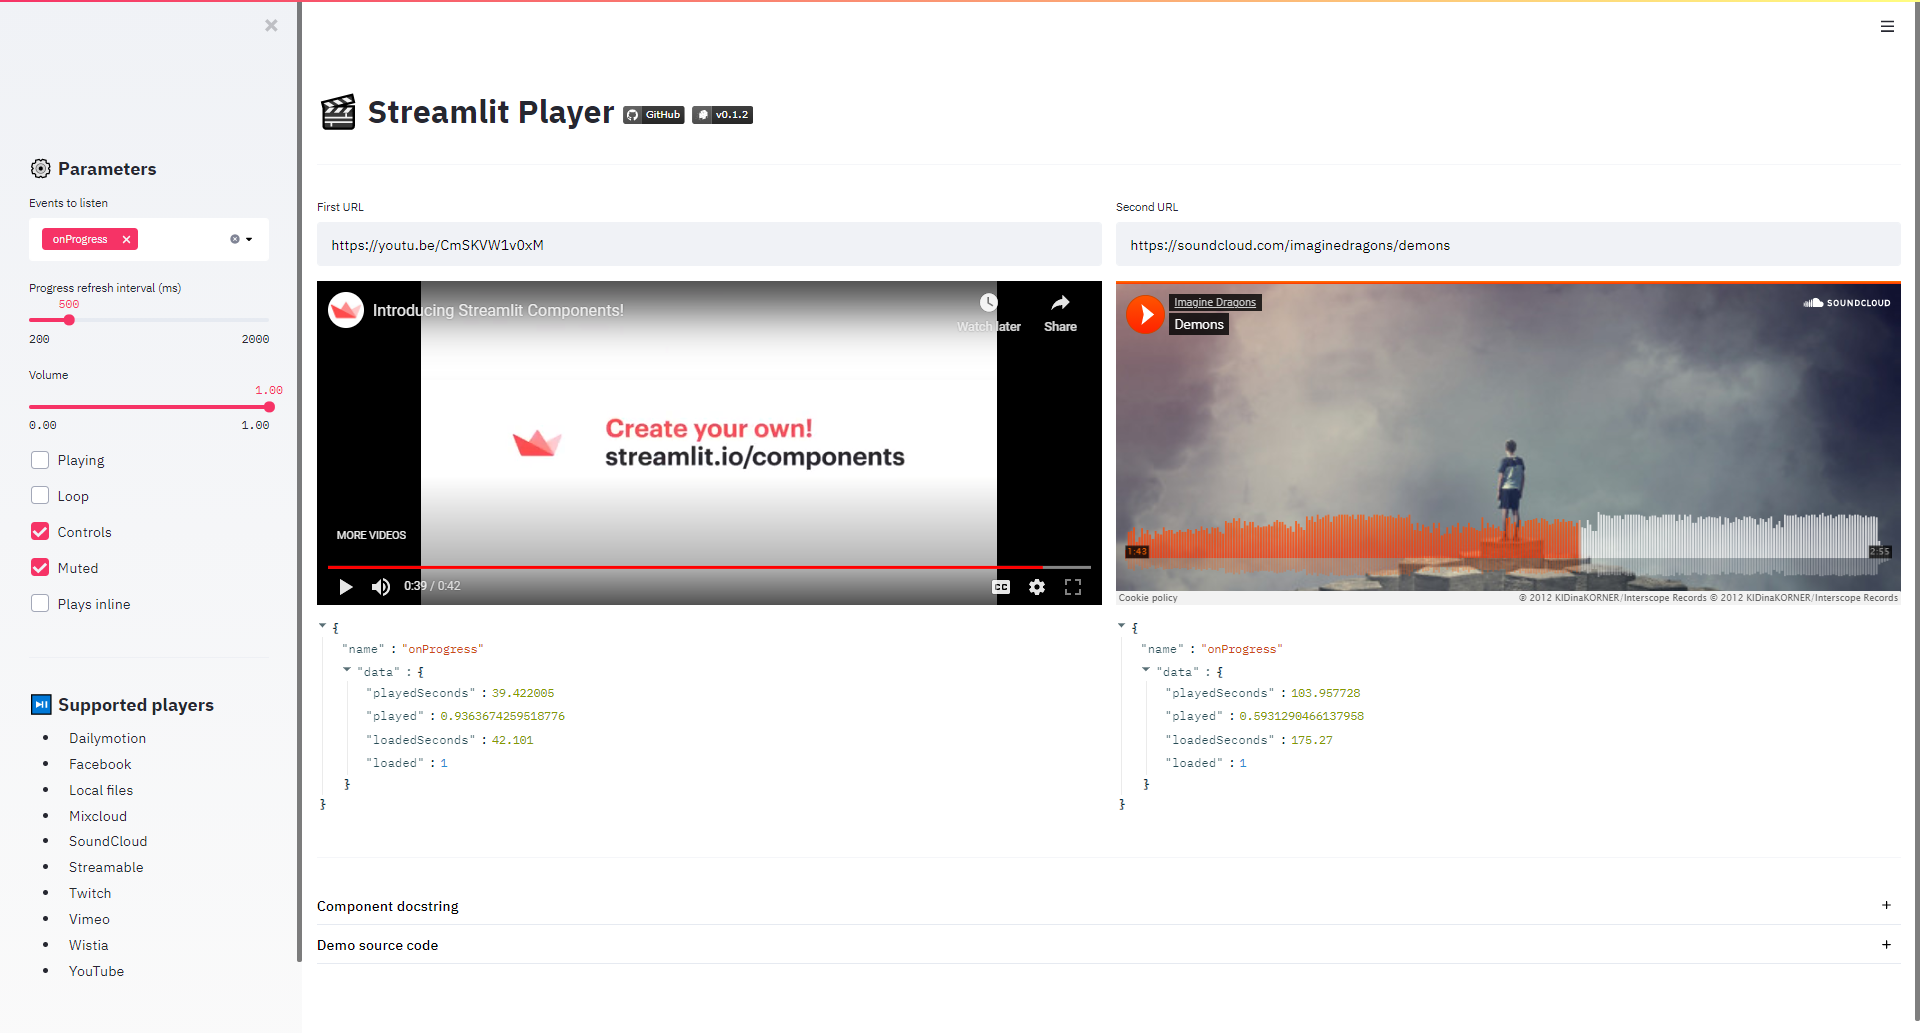 Streamlit Player GitHub v0.1.2
Parameters
Events to listen
onProgress
Progress refresh interval (ms)
500
200 2000
Volume
1.00
0.00 1.00
Playing
Loop
Controls
Muted
Plays inline
Supported players
Dailymotion
Facebook
Local files
Mixcloud
SoundCloud
Streamable
Twitch
Vimeo
Wistia
YouTube
First URL
https://youtu.be/CmSKVW1v0xM
Introducing Streamlit Components!
Watch later Share
Create your own!
streamlit.io/components
MORE VIDEOS
0:39 / 0:42
CC
{
"name" : "onProgress"
"data" : {
"playedSeconds" : 39.422005
"played" : 0.9363674259518776
"loadedSeconds" : 42.101
"loaded" : 1
}
}
Second URL
https://soundcloud.com/imaginedragons/demons
Imagine Dragons
Demons
SOUNDCLOUD
1:43 2:55
Cookie policy ℗ 2012 KIDinaKORNER/Interscope Records © 2012 KIDinaKORNER/Interscope Records
{
"name" : "onProgress"
"data" : {
"playedSeconds" : 103.957728
"played" : 0.5931290466137958
"loadedSeconds" : 175.27
"loaded" : 1
}
}
Component docstring
Demo source code